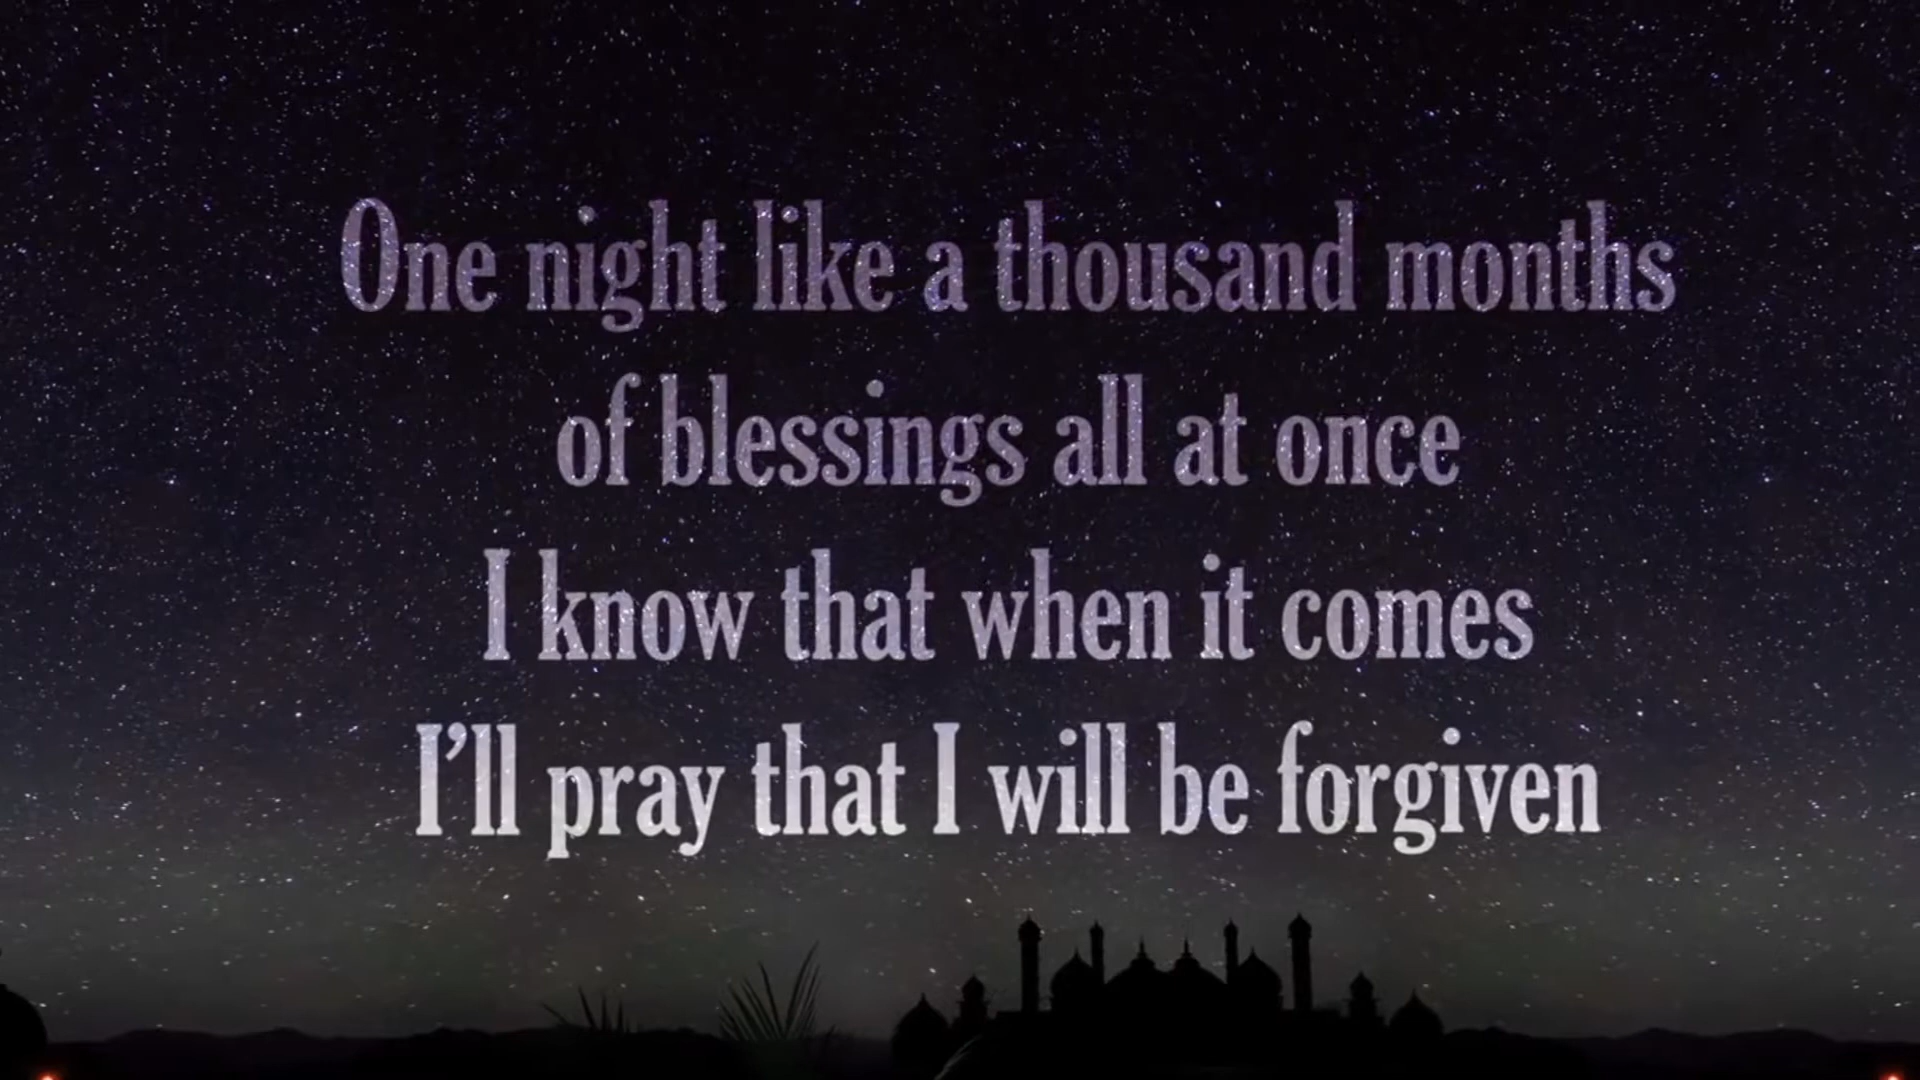 One night like a thousand months
of blessings all at once
I know that when it comes
I'll pray that I will be forgiven